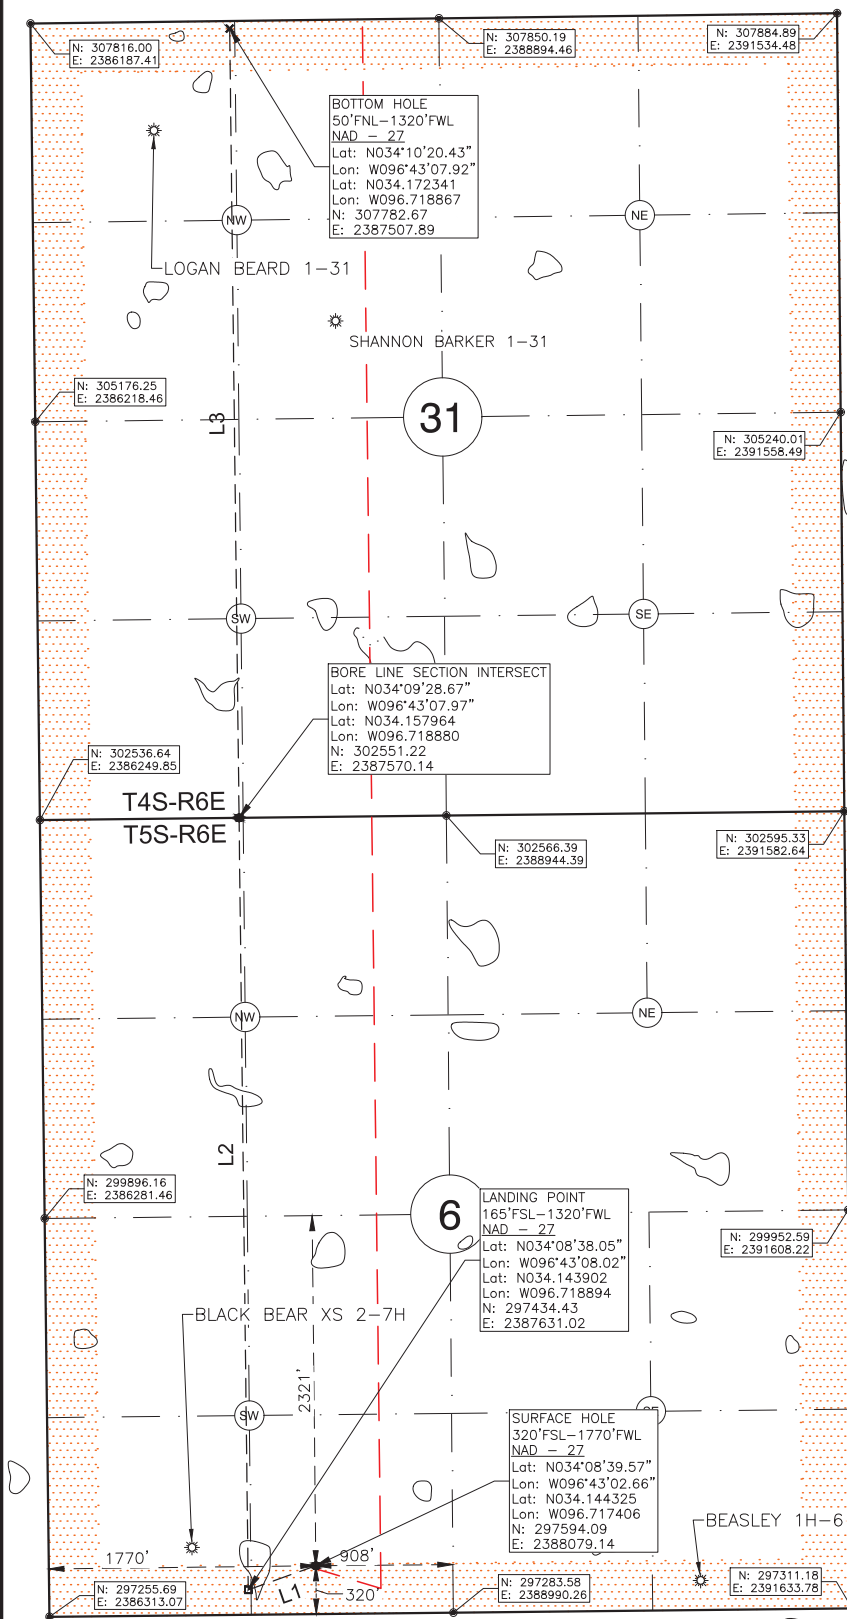 N: 307816.00
E: 2386187.41
N: 307850.19
E: 2388894.46
N: 307884.89
E: 2391534.48
BOTTOM HOLE
50'FNL-1320'FWL
NAD - 27
Lat: N034°10'20.43"
Lon: W096°43'07.92"
Lat: N034.172341
Lon: W096.718867
N: 307782.67
E: 2387507.89
NW
NE
LOGAN BEARD 1-31
SHANNON BARKER 1-31
N: 305176.25
E: 2386218.46
L3
31
N: 305240.01
E: 2391558.49
SW
SE
BORE LINE SECTION INTERSECT
Lat: N034°09'28.67"
Lon: W096°43'07.97"
Lat: N034.157964
Lon: W096.718880
N: 302551.22
E: 2387570.14
N: 302536.64
E: 2386249.85
T4S-R6E
T5S-R6E
N: 302566.39
E: 2388944.39
N: 302595.33
E: 2391582.64
NW
NE
L2
N: 299896.16
E: 2386281.46
6
LANDING POINT
165'FSL-1320'FWL
NAD - 27
Lat: N034°08'38.05"
Lon: W096°43'08.02"
Lat: N034.143902
Lon: W096.718894
N: 297434.43
E: 2387631.02
N: 299952.59
E: 2391608.22
BLACK BEAR XS 2-7H
2321'
SW
SURFACE HOLE
320'FSL-1770'FWL
NAD - 27
Lat: N034°08'39.57"
Lon: W096°43'02.66"
Lat: N034.144325
Lon: W096.717406
N: 297594.09
E: 2388079.14
BEASLEY 1H-6
1770'
908'
L1
320'
N: 297255.69
E: 2386313.07
N: 297283.58
E: 2388990.26
N: 297311.18
E: 2391633.78